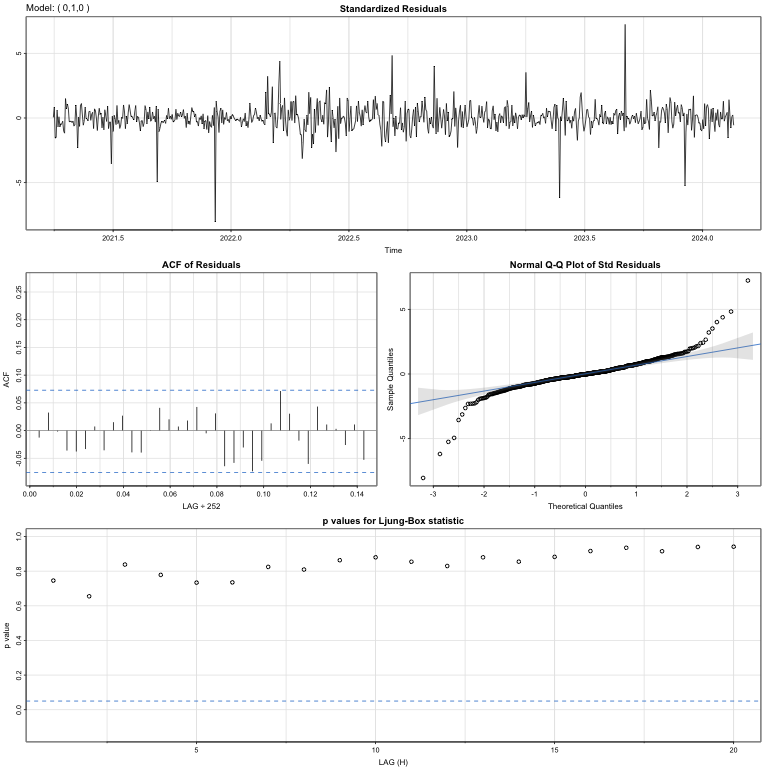 Model: ( 0,1,0 )
Standardized Residuals
5
0
-5
2021.5 2022.0 2022.5 2023.0 2023.5 2024.0
Time
ACF of Residuals
ACF
0.25
0.20
0.15
0.10
0.05
0.00
-0.05
0.00 0.02 0.04 0.06 0.08 0.10 0.12 0.14
LAG ÷ 252
Normal Q-Q Plot of Std Residuals
Sample Quantiles
5
0
-5
-3 -2 -1 0 1 2 3
Theoretical Quantiles
p values for Ljung-Box statistic
p value
1.0
0.8
0.6
0.4
0.2
0.0
5 10 15 20
LAG (H)